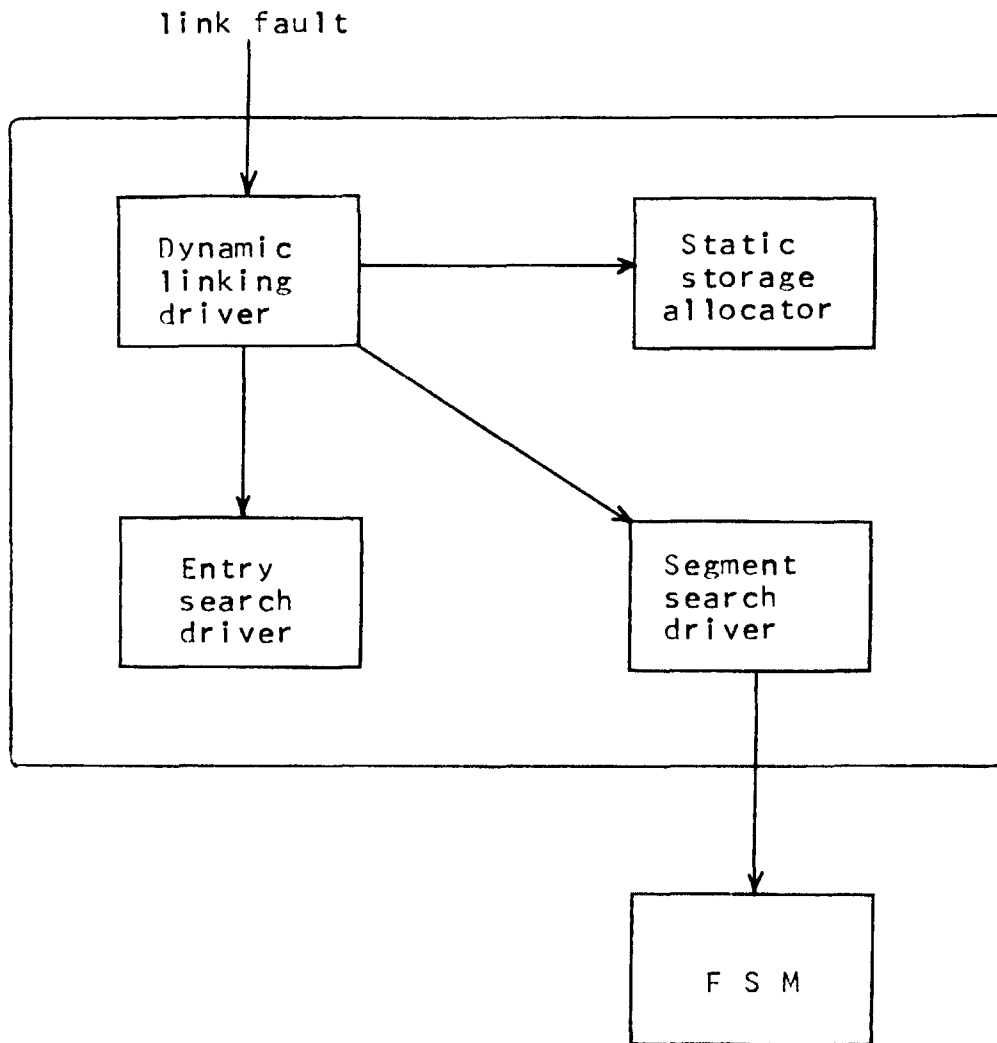 link fault
Dynamic
linking
driver
Static
storage
allocator
Entry
search
driver
Segment
search
driver
F S M